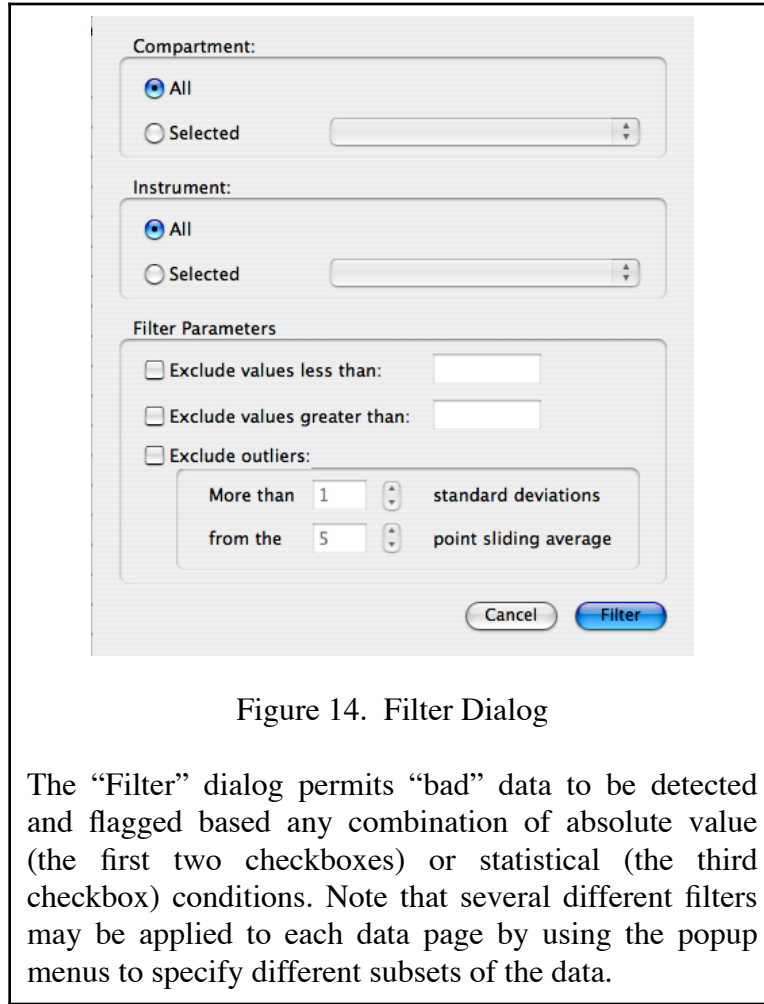 Compartment:
All
Selected
Instrument:
All
Selected
Filter Parameters
Exclude values less than:
Exclude values greater than:
Exclude outliers:
More than 1 standard deviations
from the 5 point sliding average
Cancel Filter
Figure 14. Filter Dialog
The “Filter” dialog permits “bad” data to be detected
and flagged based any combination of absolute value
(the first two checkboxes) or statistical (the third
checkbox) conditions. Note that several different filters
may be applied to each data page by using the popup
menus to specify different subsets of the data.